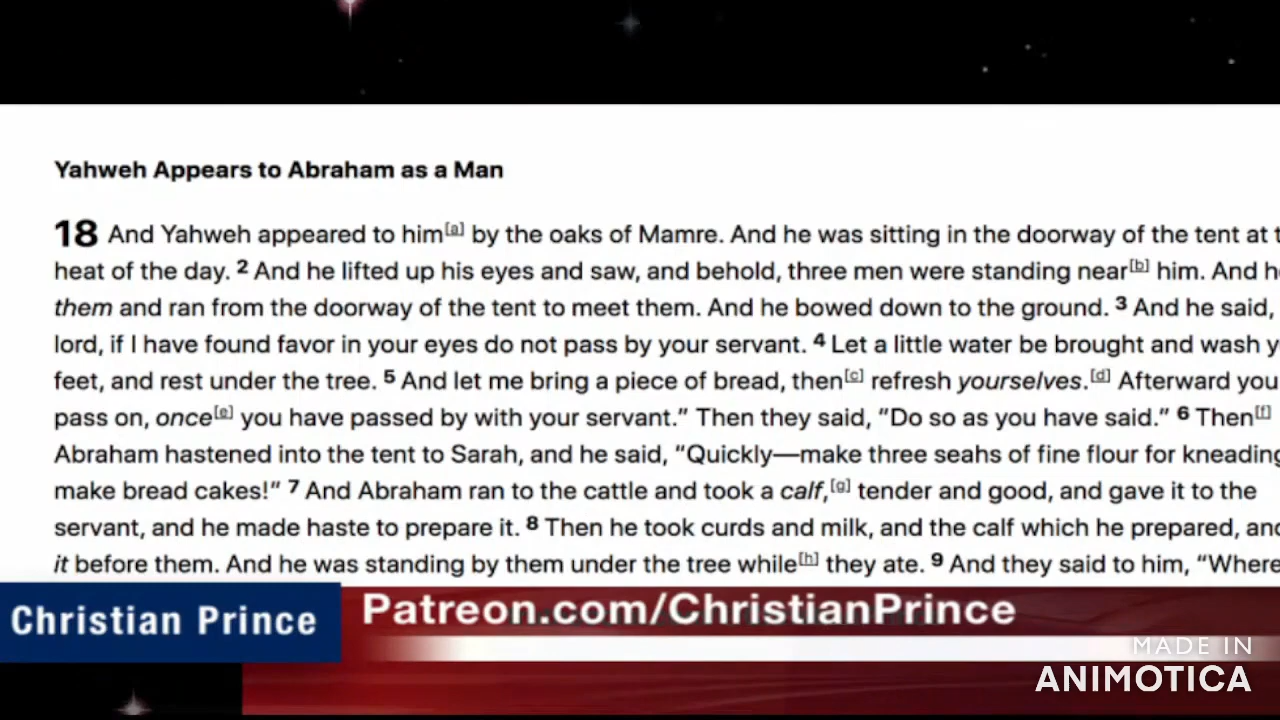 Yahweh Appears to Abraham as a Man
18 And Yahweh appeared to him[a] by the oaks of Mamre. And he was sitting in the doorway of the tent at
heat of the day. 2 And he lifted up his eyes and saw, and behold, three men were standing near[b] him. And
them and ran from the doorway of the tent to meet them. And he bowed down to the ground. 3 And he said,
lord, if I have found favor in your eyes do not pass by your servant. 4 Let a little water be brought and wash
feet, and rest under the tree. 5 And let me bring a piece of bread, then[c] refresh yourselves.[d] Afterward you
pass on, once[e] you have passed by with your servant.” Then they said, “Do so as you have said.” 6 Then[f]
Abraham hastened into the tent to Sarah, and he said, “Quickly—make three seahs of fine flour for kneading
make bread cakes!” 7 And Abraham ran to the cattle and took a calf,[g] tender and good, and gave it to the
servant, and he made haste to prepare it. 8 Then he took curds and milk, and the calf which he prepared, and
it before them. And he was standing by them under the tree while[h] they ate. 9 And they said to him, “Where
Christian Prince
Patreon.com/ChristianPrince
MADE IN
ANIMOTICA